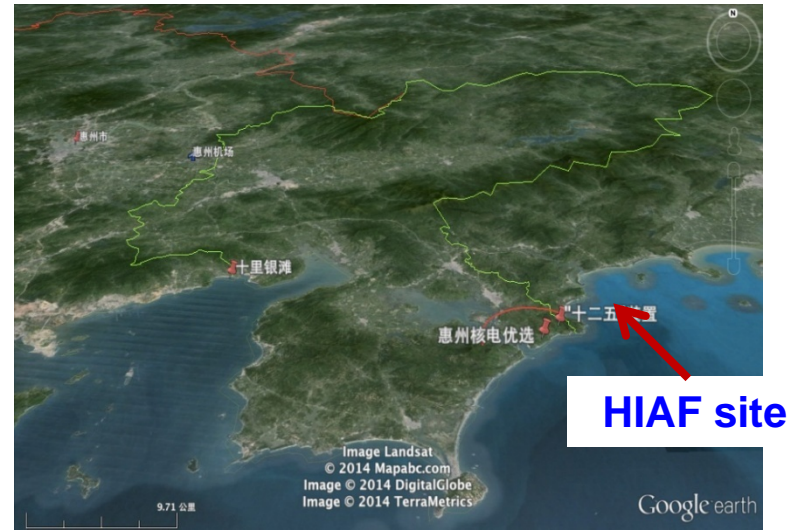 N
惠州市
惠州机场
十里银滩
"十二五 置
惠州核电优选
HIAF site
Image Landsat
© 2014 Mapabc.com
Image © 2014 DigitalGlobe
Image © 2014 TerraMetrics
9.71 公里
Google earth